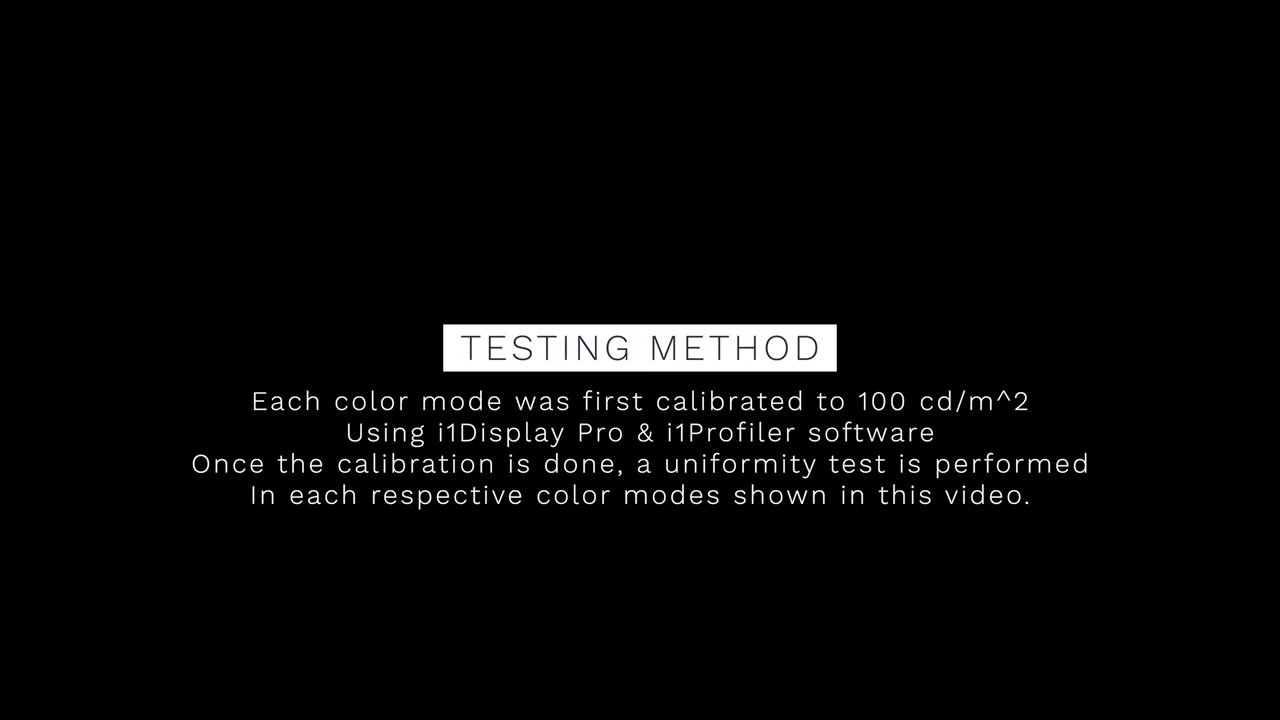 TESTING METHOD
Each color mode was first calibrated to 100 cd/m^2
Using i1Display Pro & i1Profiler software
Once the calibration is done, a uniformity test is performed
In each respective color modes shown in this video.